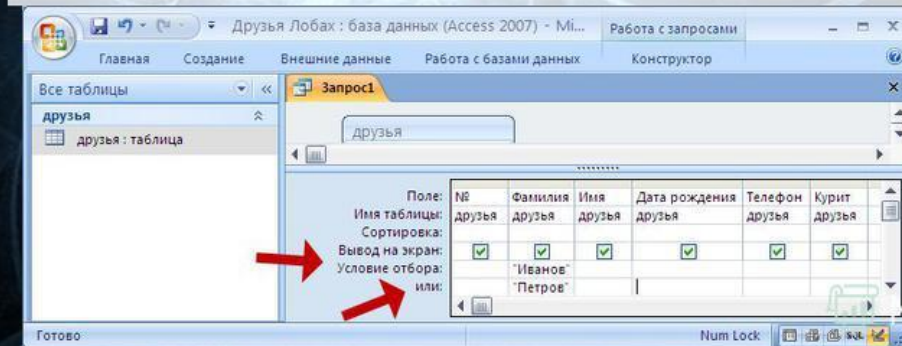 Друзья Лобах : база данных (Access 2007) - Mi... Работа с запросами
Главная Создание Внешние данные Работа с базами данных Конструктор
Все таблицы
друзья
друзья : таблица
Запрос1
друзья
Поле: № Фамилия Имя Дата рождения Телефон Курит
Имя таблицы: друзья друзья друзья друзья друзья друзья
Сортировка:
Вывод на экран:
Условие отбора: "Иванов"
или: "Петров"
Готово Num Lock SQL